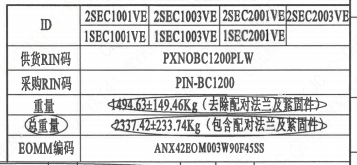 ID 2SEC1001VE 2SEC1003VE 2SEC2001VE 2SEC2003VE
1SEC1001VE 1SEC1003VE 1SEC2001VE
供货RIN码 PXNOBC1200PLW
采购RIN码 PIN-BC1200
重量 1494.63±149.46Kg（去除配对法兰及紧固件）
总重量 2337.42±233.74Kg（包含配对法兰及紧固件）
EOMM编码 ANX42EOM003W90F45SS